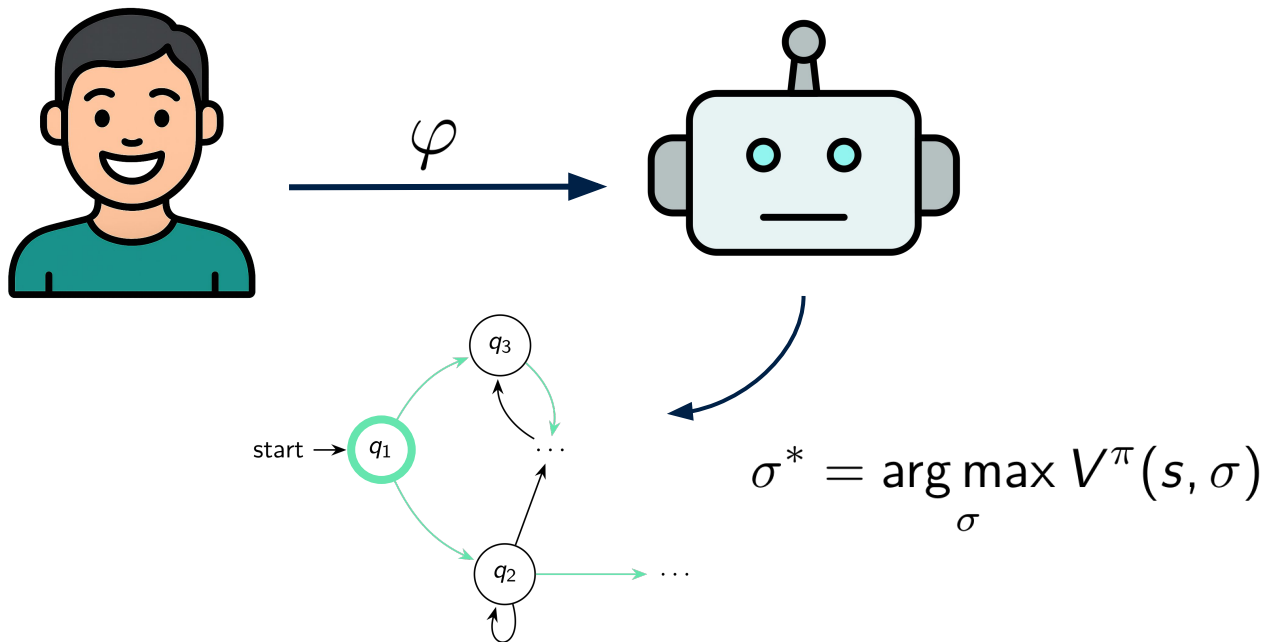 φ
q₃
start
q₁
. . .
σ* = arg max V^π(s, σ)
σ
q₂
. . .